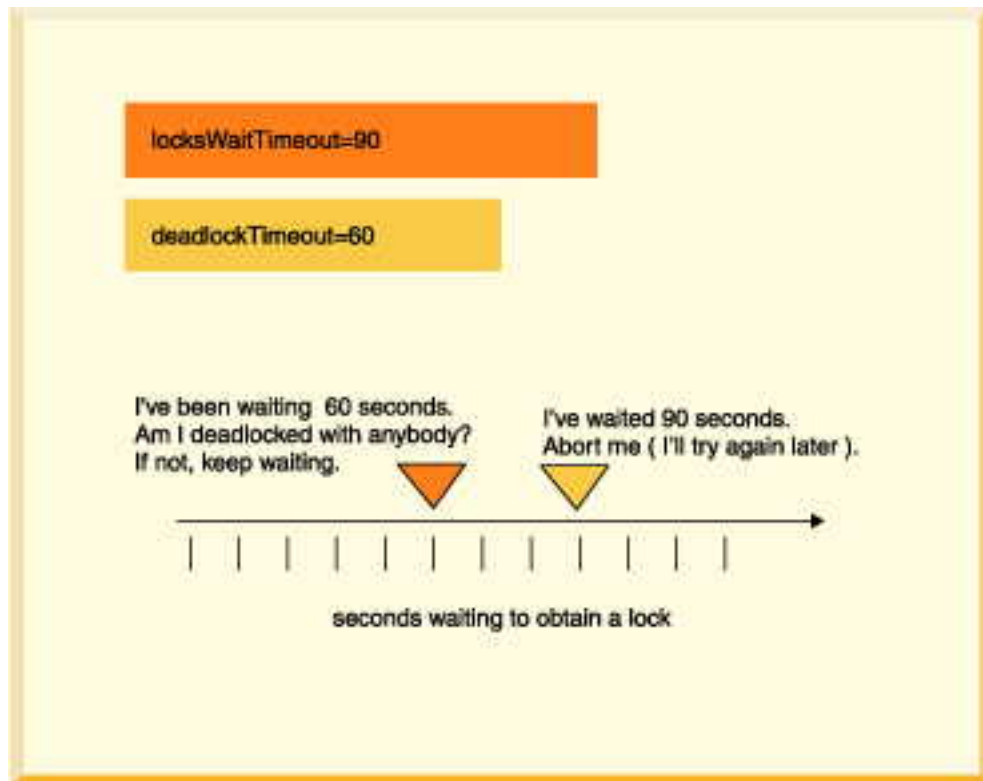 locksWaitTimeout=90
deadlockTimeout=60
I've been waiting 60 seconds.
Am I deadlocked with anybody?
If not, keep waiting.
I've waited 90 seconds.
Abort me ( I'll try again later ).
seconds waiting to obtain a lock